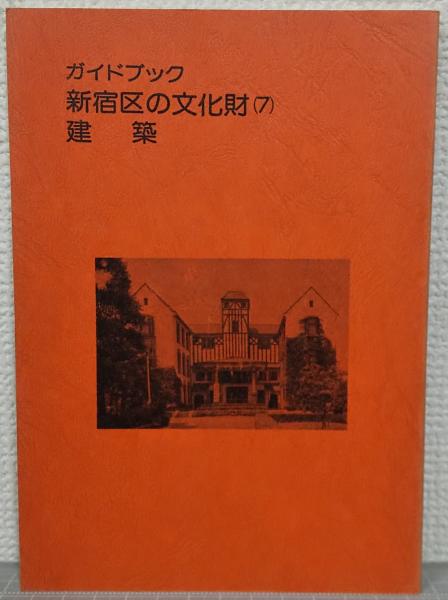 ガイドブック
新宿区の文化財(7)
建 築